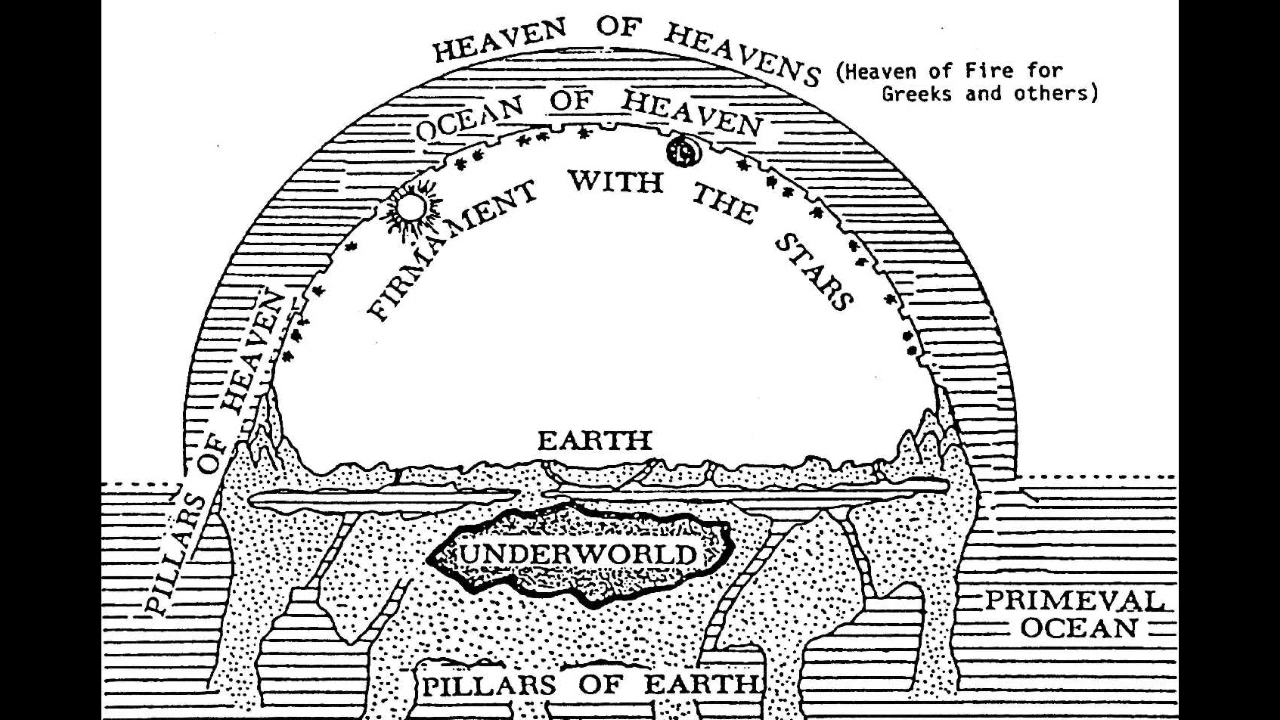 HEAVEN OF HEAVENS
(Heaven of Fire for
Greeks and others)
OCEAN OF HEAVEN
FIRMAMENT WITH THE STARS
PILLARS OF HEAVEN
EARTH
UNDERWORLD
PRIMEVAL
OCEAN
PILLARS OF EARTH